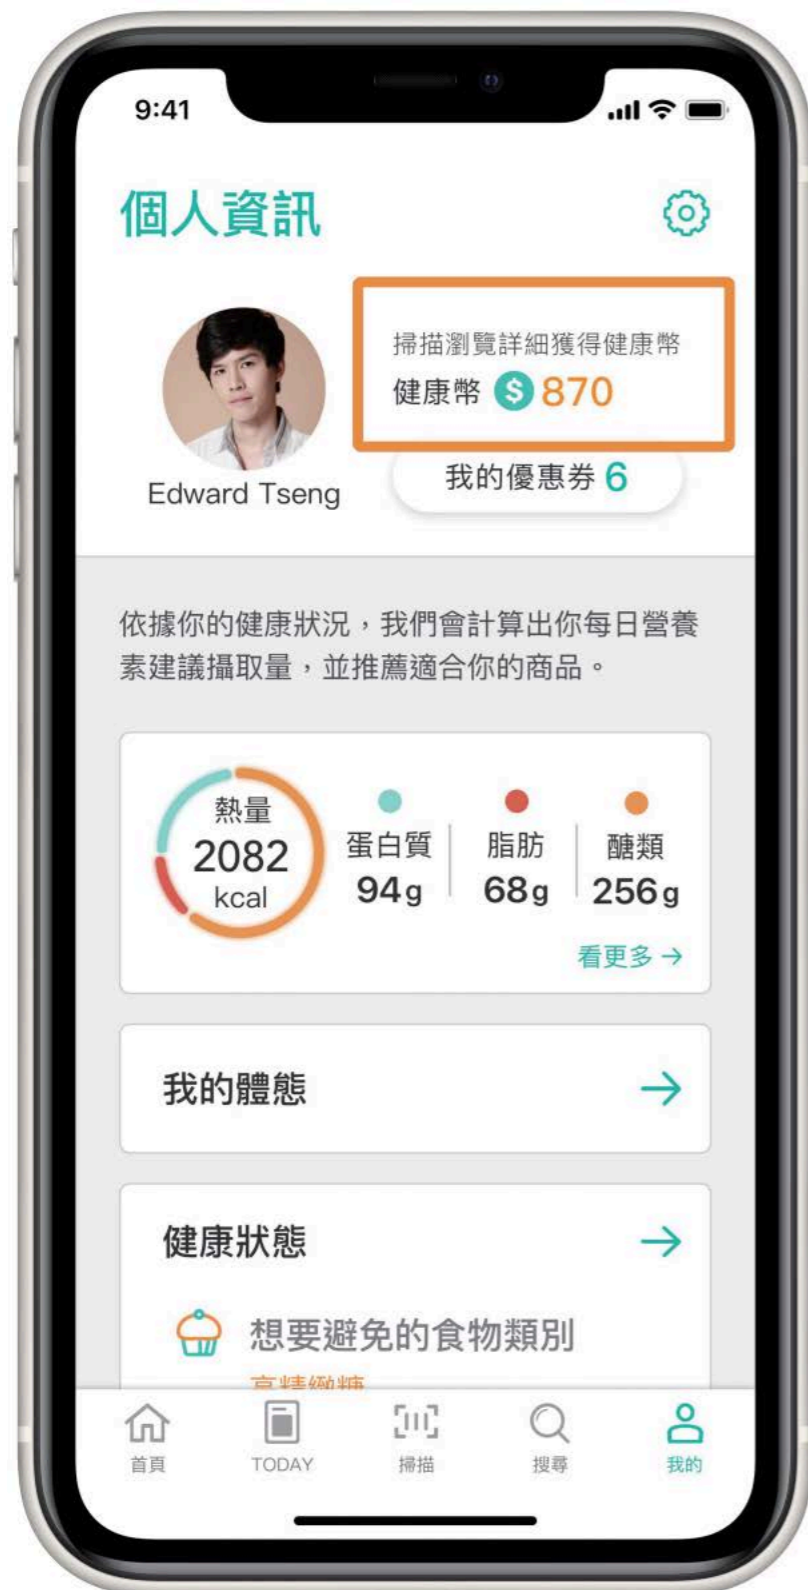 9:41
個人資訊
掃描瀏覽詳細獲得健康幣
健康幣 $ 870
Edward Tseng
我的優惠券 6
依據你的健康狀況，我們會計算出你每日營養
素建議攝取量，並推薦適合你的商品。
熱量
2082
kcal
蛋白質
94g
脂肪
68g
醣類
256g
看更多 →
我的體態 →
健康狀態 →
想要避免的食物類別
高精緻糖
首頁
TODAY
掃描
搜尋
我的